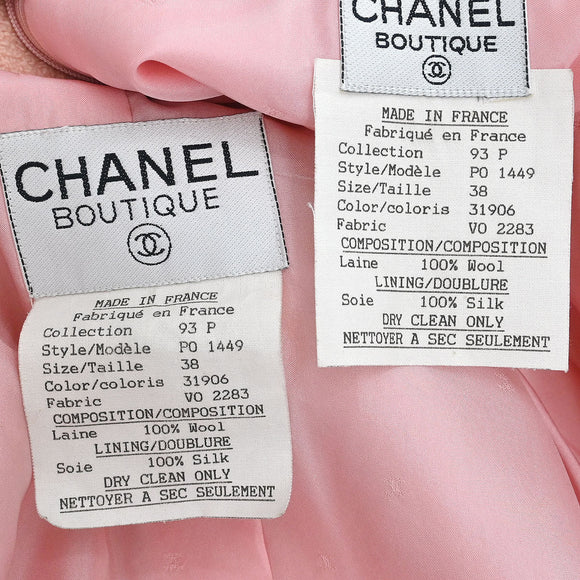 CHANEL
BOUTIQUE
MADE IN FRANCE
Fabriqué en France
Collection 93 P
Style/Modèle PO 1449
Size/Taille 38
Color/coloris 31906
Fabric VO 2283
COMPOSITION/COMPOSITION
Laine 100% Wool
LINING/DOUBLURE
Soie 100% Silk
DRY CLEAN ONLY
NETTOYER A SEC SEULEMENT
CHANEL
BOUTIQUE
MADE IN FRANCE
Fabriqué en France
Collection 93 P
Style/Modèle PO 1449
Size/Taille 38
Color/coloris 31906
Fabric VO 2283
COMPOSITION/COMPOSITION
Laine 100% Wool
LINING/DOUBLURE
Soie 100% Silk
DRY CLEAN ONLY
NETTOYER A SEC SEULEMENT